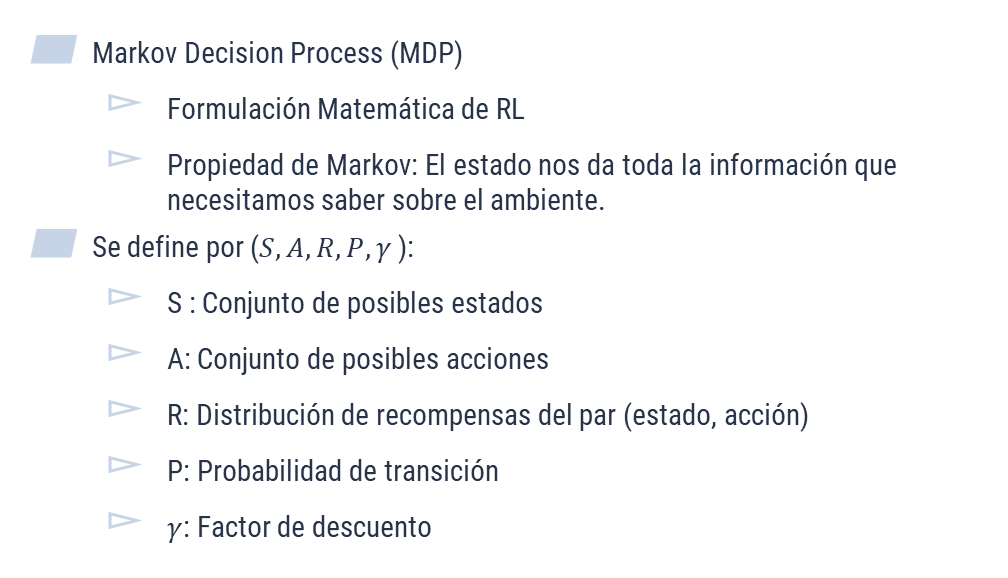 Markov Decision Process (MDP)
Formulación Matemática de RL
Propiedad de Markov: El estado nos da toda la información que
necesitamos saber sobre el ambiente.
Se define por (S, A, R, P, γ ):
S : Conjunto de posibles estados
A: Conjunto de posibles acciones
R: Distribución de recompensas del par (estado, acción)
P: Probabilidad de transición
γ: Factor de descuento